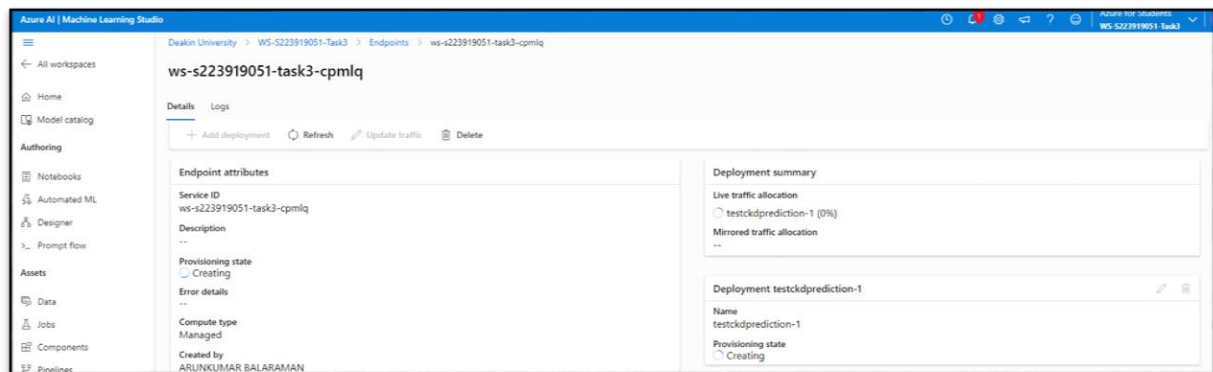 Azure AI | Machine Learning Studio
Azure for Students
WS-S223919051-Task3
Deakin University > WS-S223919051-Task3 > Endpoints > ws-s223919051-task3-cpmlq
All workspaces
Home
Model catalog
Authoring
Notebooks
Automated ML
Designer
Prompt flow
Assets
Data
Jobs
Components
Pipelines
ws-s223919051-task3-cpmlq
Details Logs
+ Add deployment Refresh Update traffic Delete
Endpoint attributes
Service ID
ws-s223919051-task3-cpmlq
Description
--
Provisioning state
Creating
Error details
--
Compute type
Managed
Created by
ARUNKUMAR BALARAMAN
Deployment summary
Live traffic allocation
testckdprediction-1 (0%)
Mirrored traffic allocation
--
Deployment testckdprediction-1
Name
testckdprediction-1
Provisioning state
Creating